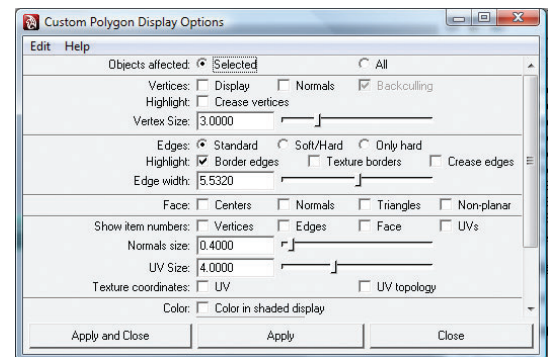 Custom Polygon Display Options
Edit Help
Objects affected: Selected All
Vertices: Display Normals Backculling
Highlight: Crease vertices
Vertex Size: 3.0000
Edges: Standard Soft/Hard Only hard
Highlight: Border edges Texture borders Crease edges
Edge width: 5.5320
Face: Centers Normals Triangles Non-planar
Show item numbers: Vertices Edges Face UVs
Normals size: 0.4000
UV Size: 4.0000
Texture coordinates: UV UV topology
Color: Color in shaded display
Apply and Close Apply Close